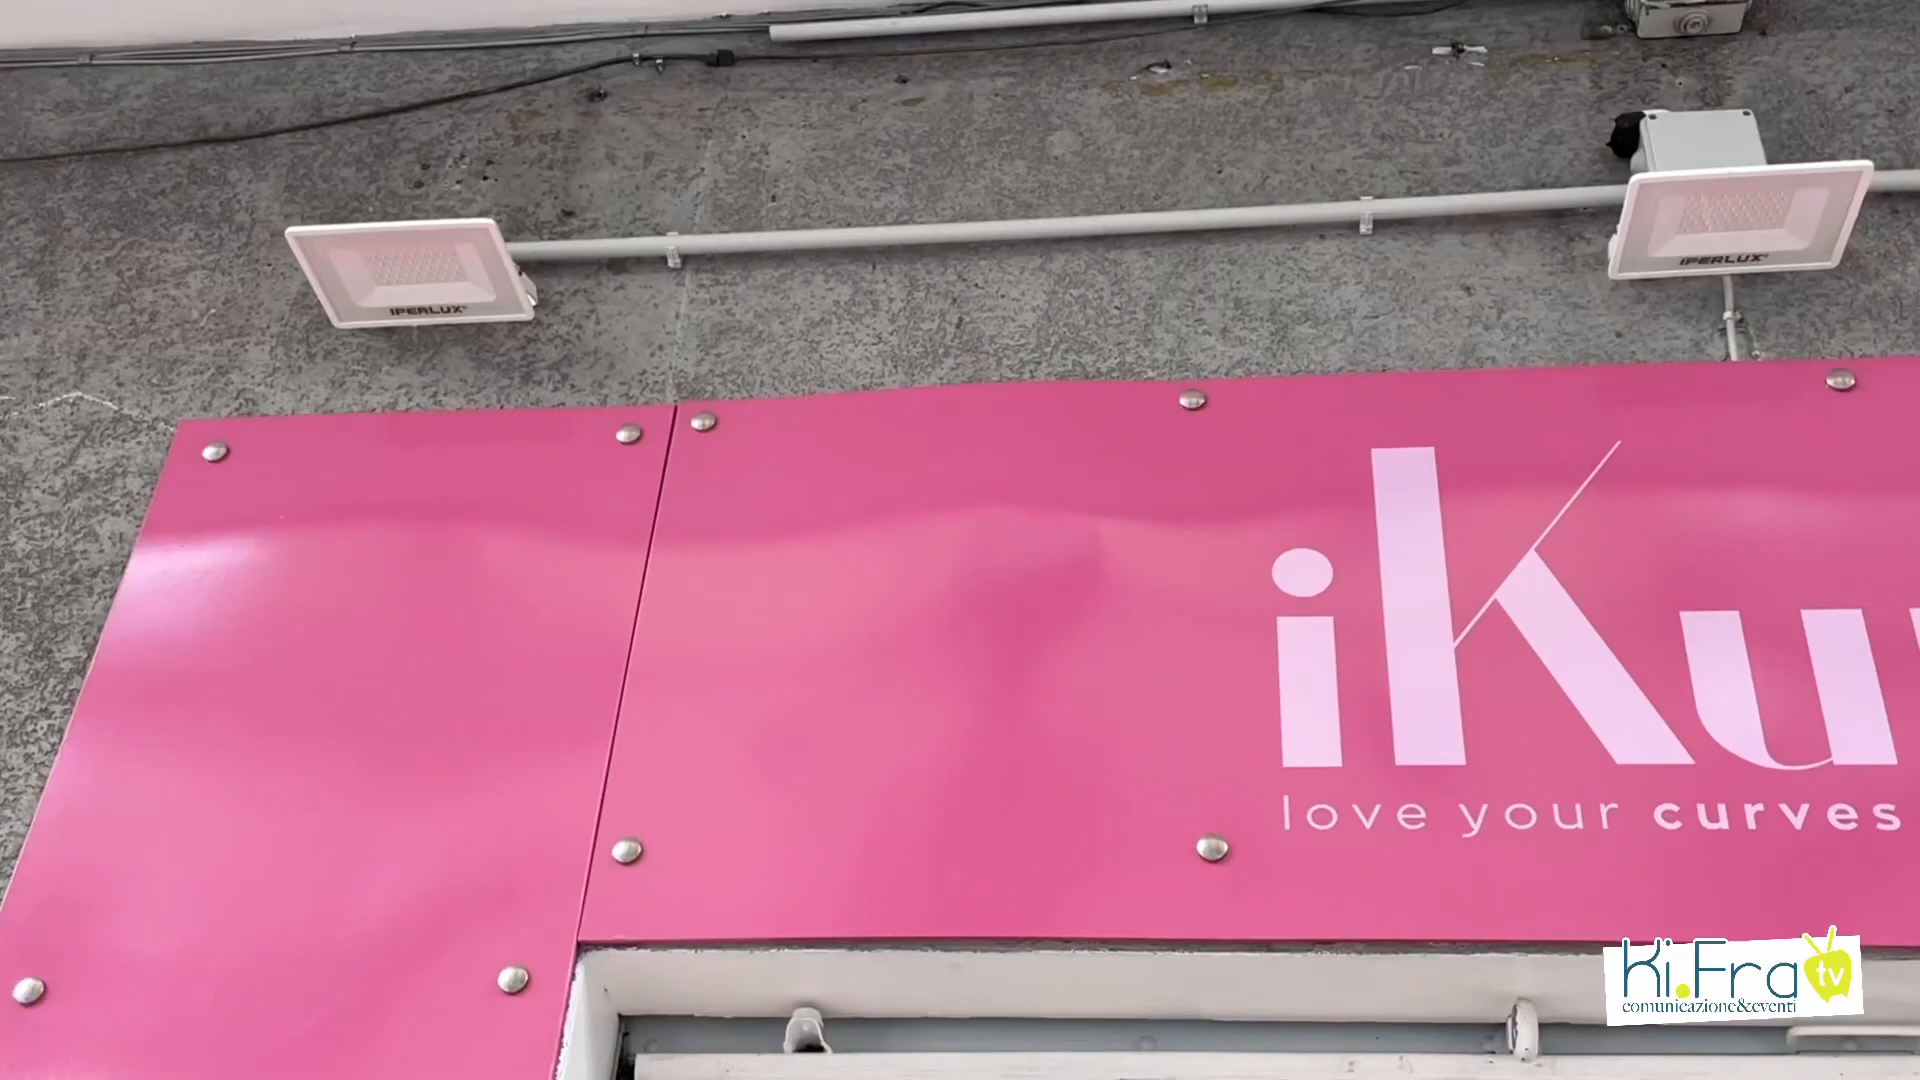 IPERLUX
IPERLUX
iKu
love your curves
Ki.Fra tv
comunicazione&eventi